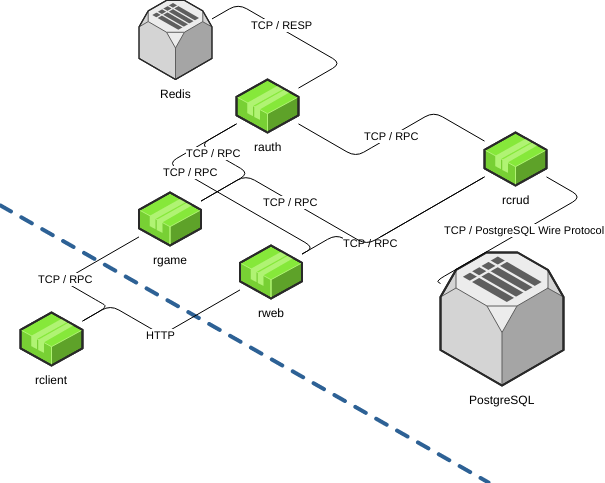 TCP / RESP
Redis
TCP / RPC
rauth
TCP / RPC
TCP / RPC
rcrud
TCP / RPC
TCP / PostgreSQL Wire Protocol
TCP / RPC
rgame
TCP / RPC
rweb
HTTP
rclient
PostgreSQL